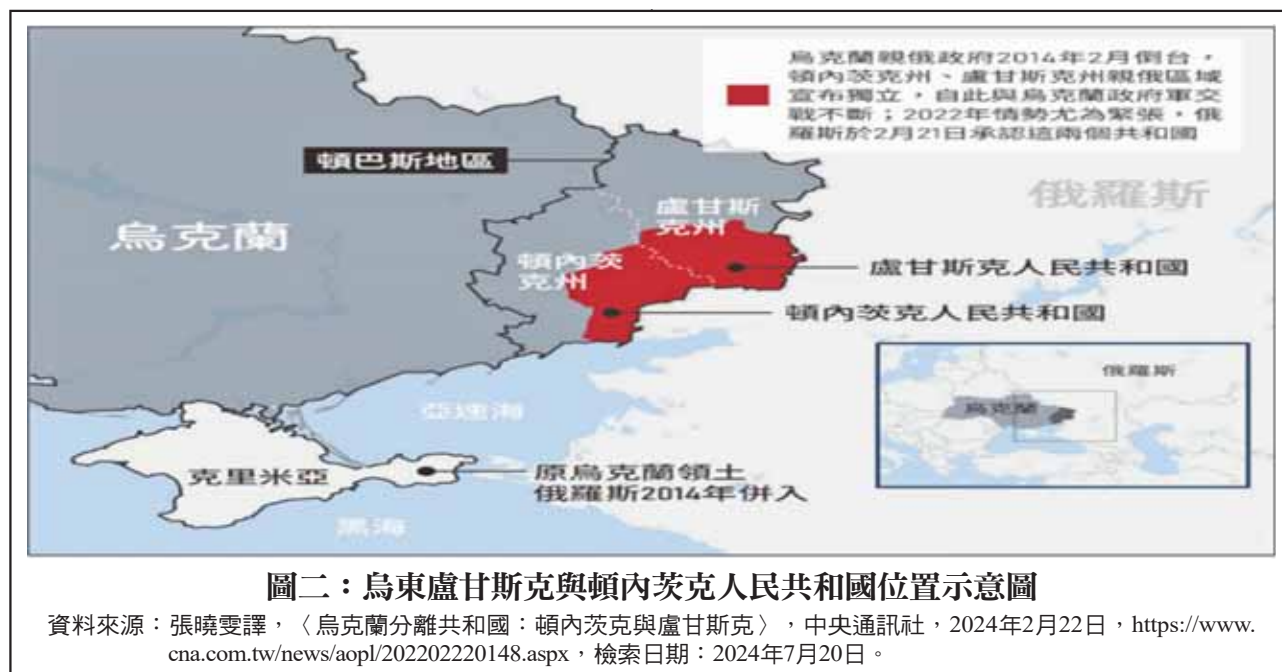 烏克蘭親俄政府2014年2月倒台，
頓內茨克州、盧甘斯克州親俄區域
宣布獨立，自此與烏克蘭政府軍交
戰不斷；2022年情勢尤為緊張，俄
羅斯於2月21日承認這兩個共和國
頓巴斯地區
俄羅斯
烏克蘭
盧甘斯
克州
頓內茨
克州
盧甘斯克人民共和國
頓內茨克人民共和國
俄羅斯
烏克蘭
亞速海
克里米亞
原烏克蘭領土
俄羅斯2014年併入
黑海
圖二：烏東盧甘斯克與頓內茨克人民共和國位置示意圖
資料來源：張曉雯譯，〈烏克蘭分離共和國：頓內茨克與盧甘斯克〉，中央通訊社，2024年2月22日，https://www.
cna.com.tw/news/aopl/202202220148.aspx，檢索日期：2024年7月20日。